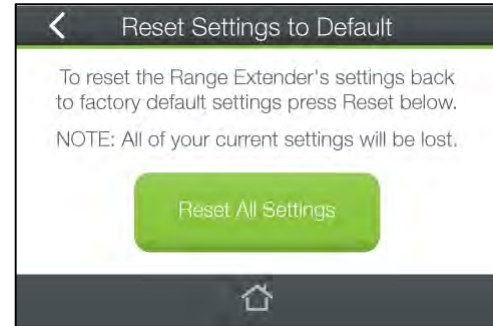 Reset Settings to Default
To reset the Range Extender's settings back
to factory default settings press Reset below.
NOTE: All of your current settings will be lost.
Reset All Settings